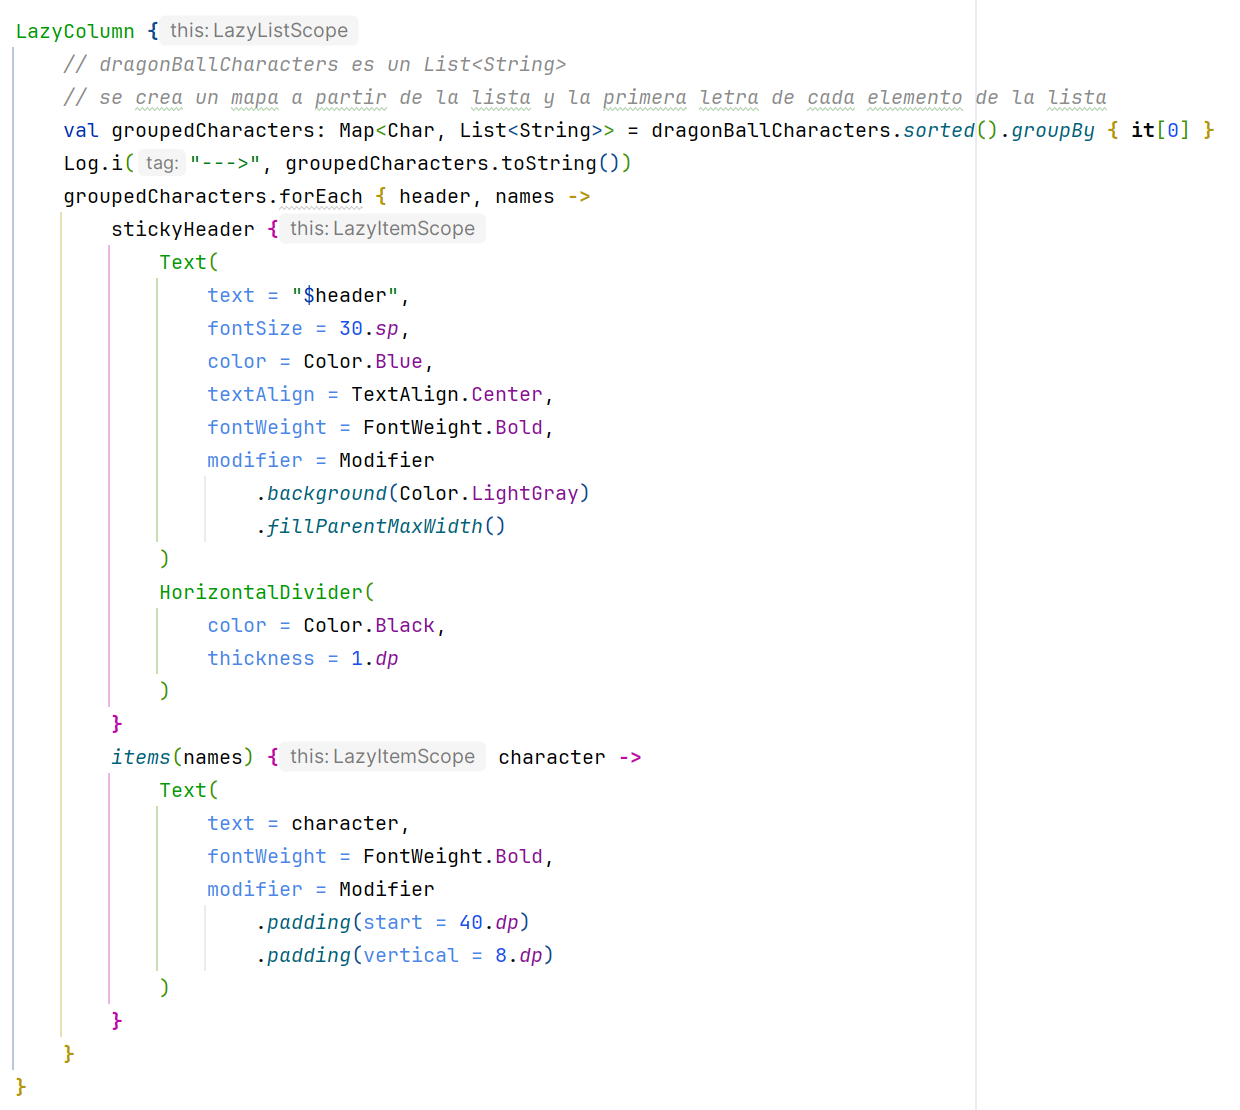 LazyColumn { this: LazyListScope
// dragonBallCharacters es un List<String>
// se crea un mapa a partir de la lista y la primera letra de cada elemento de la lista
val groupedCharacters: Map<Char, List<String>> = dragonBallCharacters.sorted().groupBy { it[0] }
Log.i( tag: "--->", groupedCharacters.toString())
groupedCharacters.forEach { header, names ->
stickyHeader { this: LazyItemScope
Text(
text = "$header",
fontSize = 30.sp,
color = Color.Blue,
textAlign = TextAlign.Center,
fontWeight = FontWeight.Bold,
modifier = Modifier
.background(Color.LightGray)
.fillParentMaxWidth()
)
HorizontalDivider(
color = Color.Black,
thickness = 1.dp
)
}
items(names) { this: LazyItemScope character ->
Text(
text = character,
fontWeight = FontWeight.Bold,
modifier = Modifier
.padding(start = 40.dp)
.padding(vertical = 8.dp)
)
}
}
}